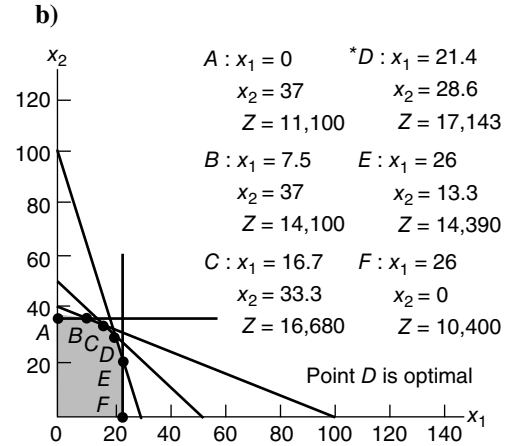 b)
x₂
120
100
80
60
40
20
0
20
40
60
80
100
120
140
x₁
A
B
C
D
E
F
A : x₁ = 0
x₂ = 37
Z = 11,100
B : x₁ = 7.5
x₂ = 37
Z = 14,100
C : x₁ = 16.7
x₂ = 33.3
Z = 16,680
*D : x₁ = 21.4
x₂ = 28.6
Z = 17,143
E : x₁ = 26
x₂ = 13.3
Z = 14,390
F : x₁ = 26
x₂ = 0
Z = 10,400
Point D is optimal